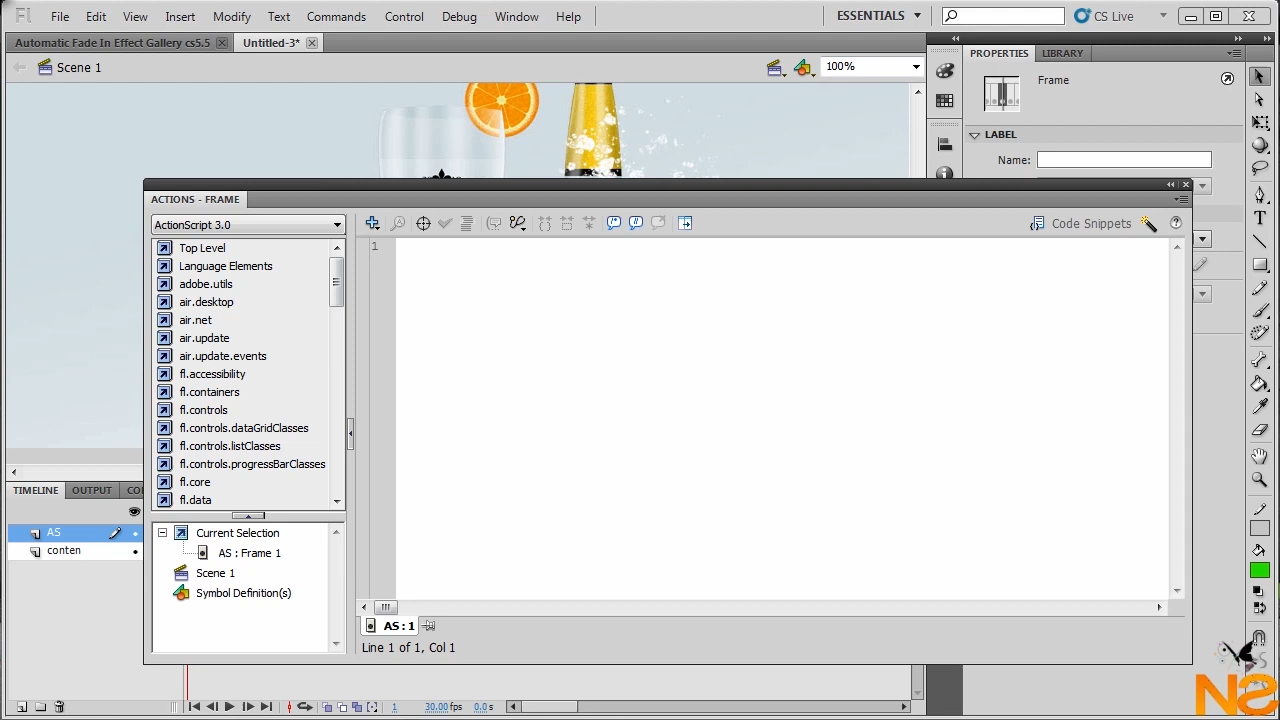 Fl File Edit View Insert Modify Text Commands Control Debug Window Help ESSENTIALS CS Live
Automatic Fade In Effect Gallery cs5.5 Untitled-3*
PROPERTIES LIBRARY
Scene 1 100%
Frame
LABEL
Name:
ACTIONS - FRAME
ActionScript 3.0
Code Snippets
Top Level
Language Elements
adobe.utils
air.desktop
air.net
air.update
air.update.events
fl.accessibility
fl.containers
fl.controls
fl.controls.dataGridClasses
fl.controls.listClasses
fl.controls.progressBarClasses
fl.core
fl.data
1
Current Selection
AS : Frame 1
Scene 1
Symbol Definition(s)
AS : 1
Line 1 of 1, Col 1
TIMELINE OUTPUT CO
AS
conten
1 30.00 fps 0.0 s
NS